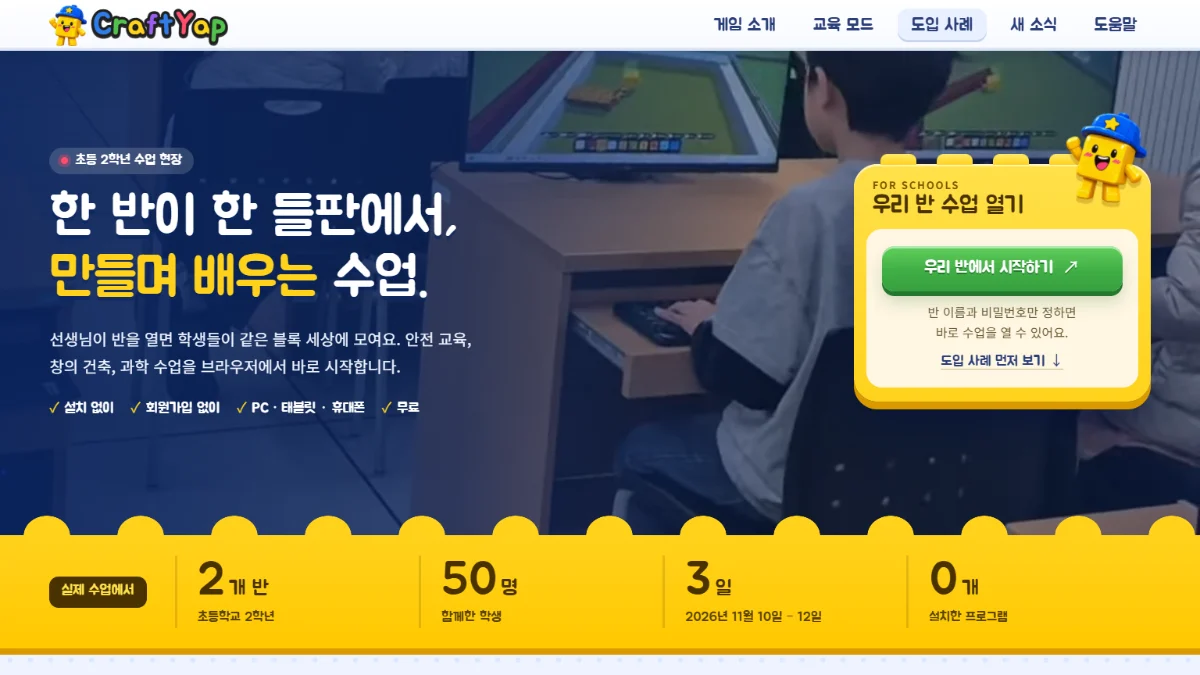 CraftYap
게임 소개
교육 모드
도입 사례
새 소식
도움말
초등 2학년 수업 현장
한 반이 한 들판에서,
만들며 배우는 수업.
선생님이 반을 열면 학생들이 같은 블록 세상에 모여요. 안전 교육,
창의 건축, 과학 수업을 브라우저에서 바로 시작합니다.
✓ 설치 없이 ✓ 회원가입 없이 ✓ PC · 태블릿 · 휴대폰 ✓ 무료
FOR SCHOOLS
우리 반 수업 열기
우리 반에서 시작하기 ↗
반 이름과 비밀번호만 정하면
바로 수업을 열 수 있어요.
도입 사례 먼저 보기 ↓
실제 수업에서
2개 반
초등학교 2학년
50명
함께한 학생
3일
2026년 11월 10일 – 12일
0개
설치한 프로그램